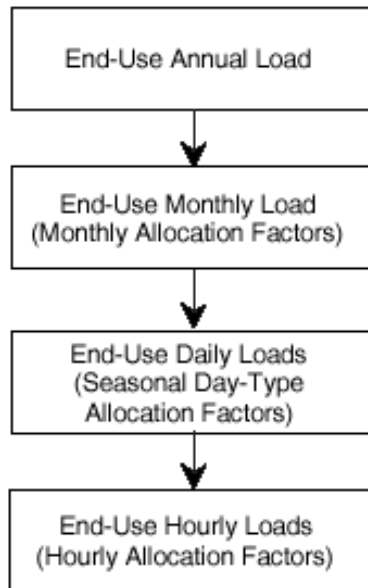 End-Use Annual Load
End-Use Monthly Load
(Monthly Allocation Factors)
End-Use Daily Loads
(Seasonal Day-Type
Allocation Factors)
End-Use Hourly Loads
(Hourly Allocation Factors)